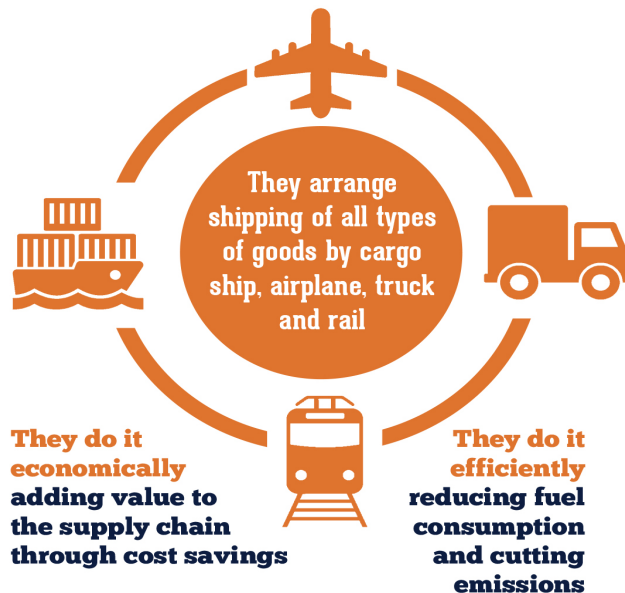 They arrange
shipping of all types
of goods by cargo
ship, airplane, truck
and rail
They do it
economically
adding value to
the supply chain
through cost savings
They do it
efficiently
reducing fuel
consumption
and cutting
emissions